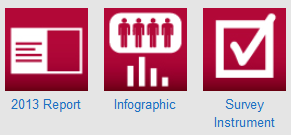 2013 Report
Infographic
Survey
Instrument